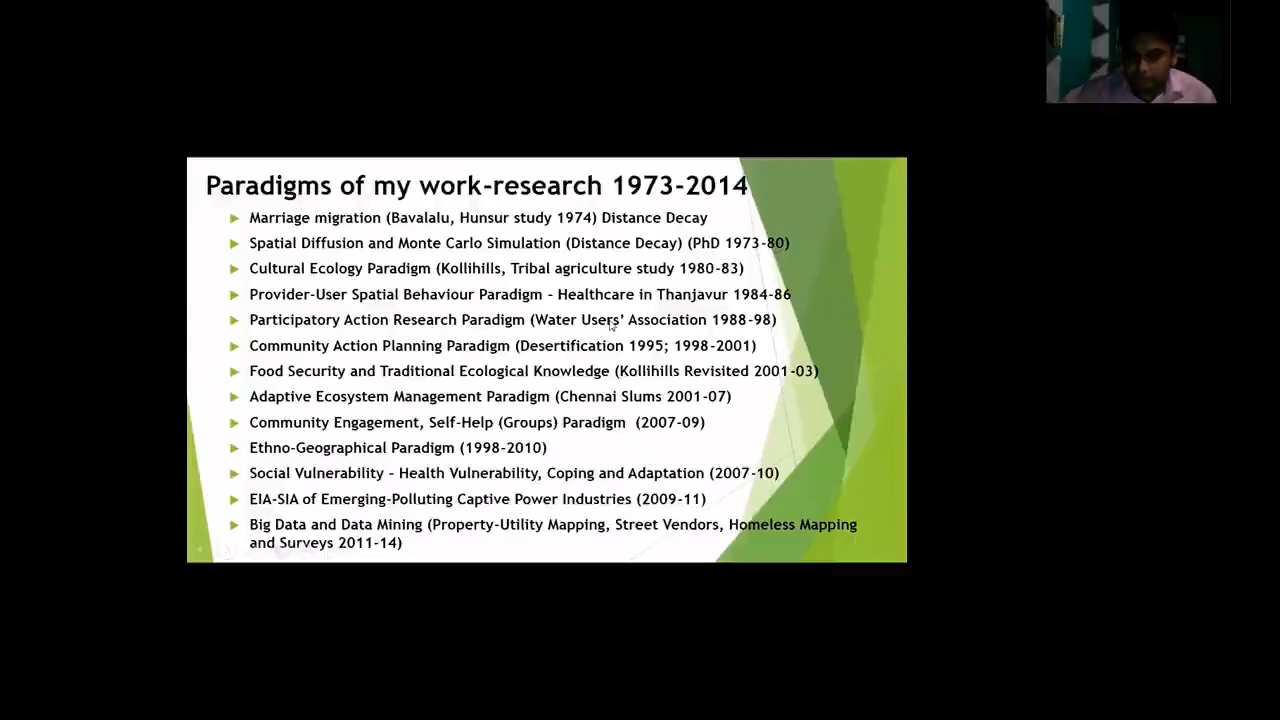 Paradigms of my work-research 1973-2014
Marriage migration (Bavalalu, Hunsur study 1974) Distance Decay
Spatial Diffusion and Monte Carlo Simulation (Distance Decay) (PhD 1973-80)
Cultural Ecology Paradigm (Kollihills, Tribal agriculture study 1980-83)
Provider-User Spatial Behaviour Paradigm - Healthcare in Thanjavur 1984-86
Participatory Action Research Paradigm (Water Users’ Association 1988-98)
Community Action Planning Paradigm (Desertification 1995; 1998-2001)
Food Security and Traditional Ecological Knowledge (Kollihills Revisited 2001-03)
Adaptive Ecosystem Management Paradigm (Chennai Slums 2001-07)
Community Engagement, Self-Help (Groups) Paradigm (2007-09)
Ethno-Geographical Paradigm (1998-2010)
Social Vulnerability - Health Vulnerability, Coping and Adaptation (2007-10)
EIA-SIA of Emerging-Polluting Captive Power Industries (2009-11)
Big Data and Data Mining (Property-Utility Mapping, Street Vendors, Homeless Mapping
and Surveys 2011-14)